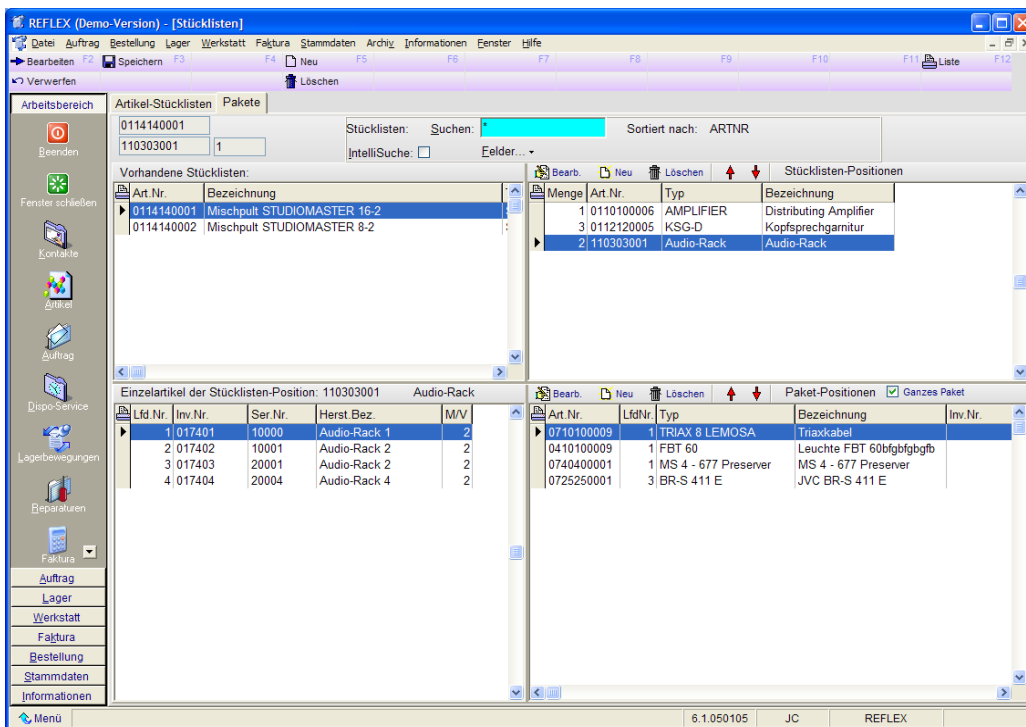 REFLEX (Demo-Version) - [Stücklisten]
Datei Auftrag Bestellung Lager Werkstatt Faktura Stammdaten Archiv Informationen Fenster Hilfe
Bearbeiten F2 Speichern F3 F4 Neu F5 F6 F7 F8 F9 F10 F11 Liste F12
Verwerfen Löschen
Arbeitsbereich Artikel-Stücklisten Pakete
0114140001 Stücklisten: Suchen: * Sortiert nach: ARTNR
110303001 1 IntelliSuche: Felder...
Beenden
Fenster schließen
Kontakte
Artikel
Auftrag
Dispo-Service
Lagerbewegungen
Reparaturen
Faktura
Auftrag
Lager
Werkstatt
Faktura
Bestellung
Stammdaten
Informationen
Vorhandene Stücklisten:
Art.Nr. Bezeichnung
0114140001 Mischpult STUDIOMASTER 16-2
0114140002 Mischpult STUDIOMASTER 8-2
Bearb. Neu Löschen Stücklisten-Positionen
Menge Art.Nr. Typ Bezeichnung
1 0110100006 AMPLIFIER Distributing Amplifier
3 0112120005 KSG-D Kopfsprechgarnitur
2 110303001 Audio-Rack Audio-Rack
Einzelartikel der Stücklisten-Position: 110303001 Audio-Rack
Lfd.Nr. Inv.Nr. Ser.Nr. Herst.Bez. M/V
1 017401 10000 Audio-Rack 1 2
2 017402 10001 Audio-Rack 2 2
3 017403 20001 Audio-Rack 2 2
4 017404 20004 Audio-Rack 4 2
Bearb. Neu Löschen Paket-Positionen Ganzes Paket
Art.Nr. LfdNr. Typ Bezeichnung Inv.Nr.
0710100009 1 TRIAX 8 LEMOSA Triaxkabel
0410100009 1 FBT 60 Leuchte FBT 60bfgbfgbgfb
0740400001 1 MS 4 - 677 Preserver MS 4 - 677 Preserver
0725250001 3 BR-S 411 E JVC BR-S 411 E
Menü 6.1.050105 JC REFLEX